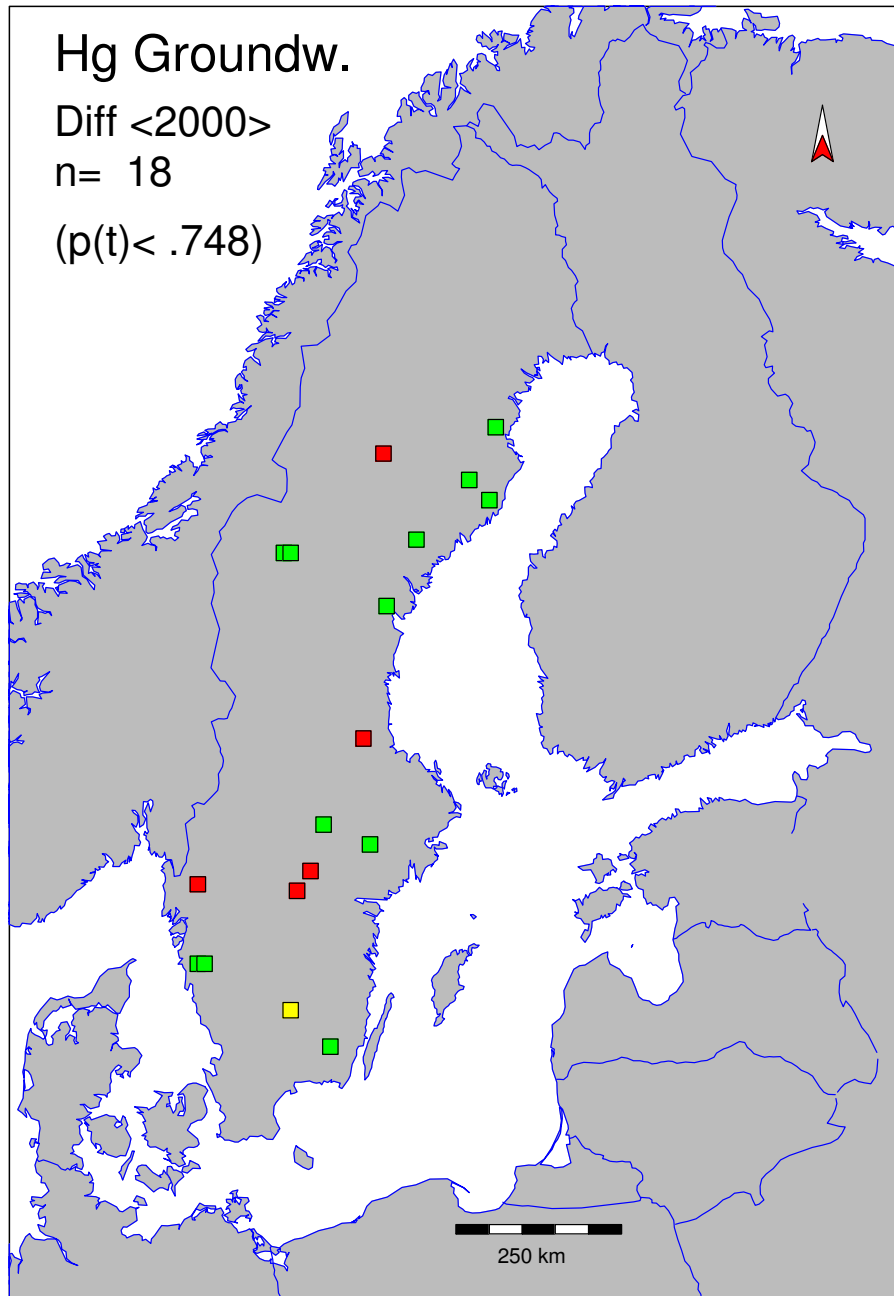 Hg Groundw.
Diff <2000>
n= 18
(p(t)< .748)
250 km